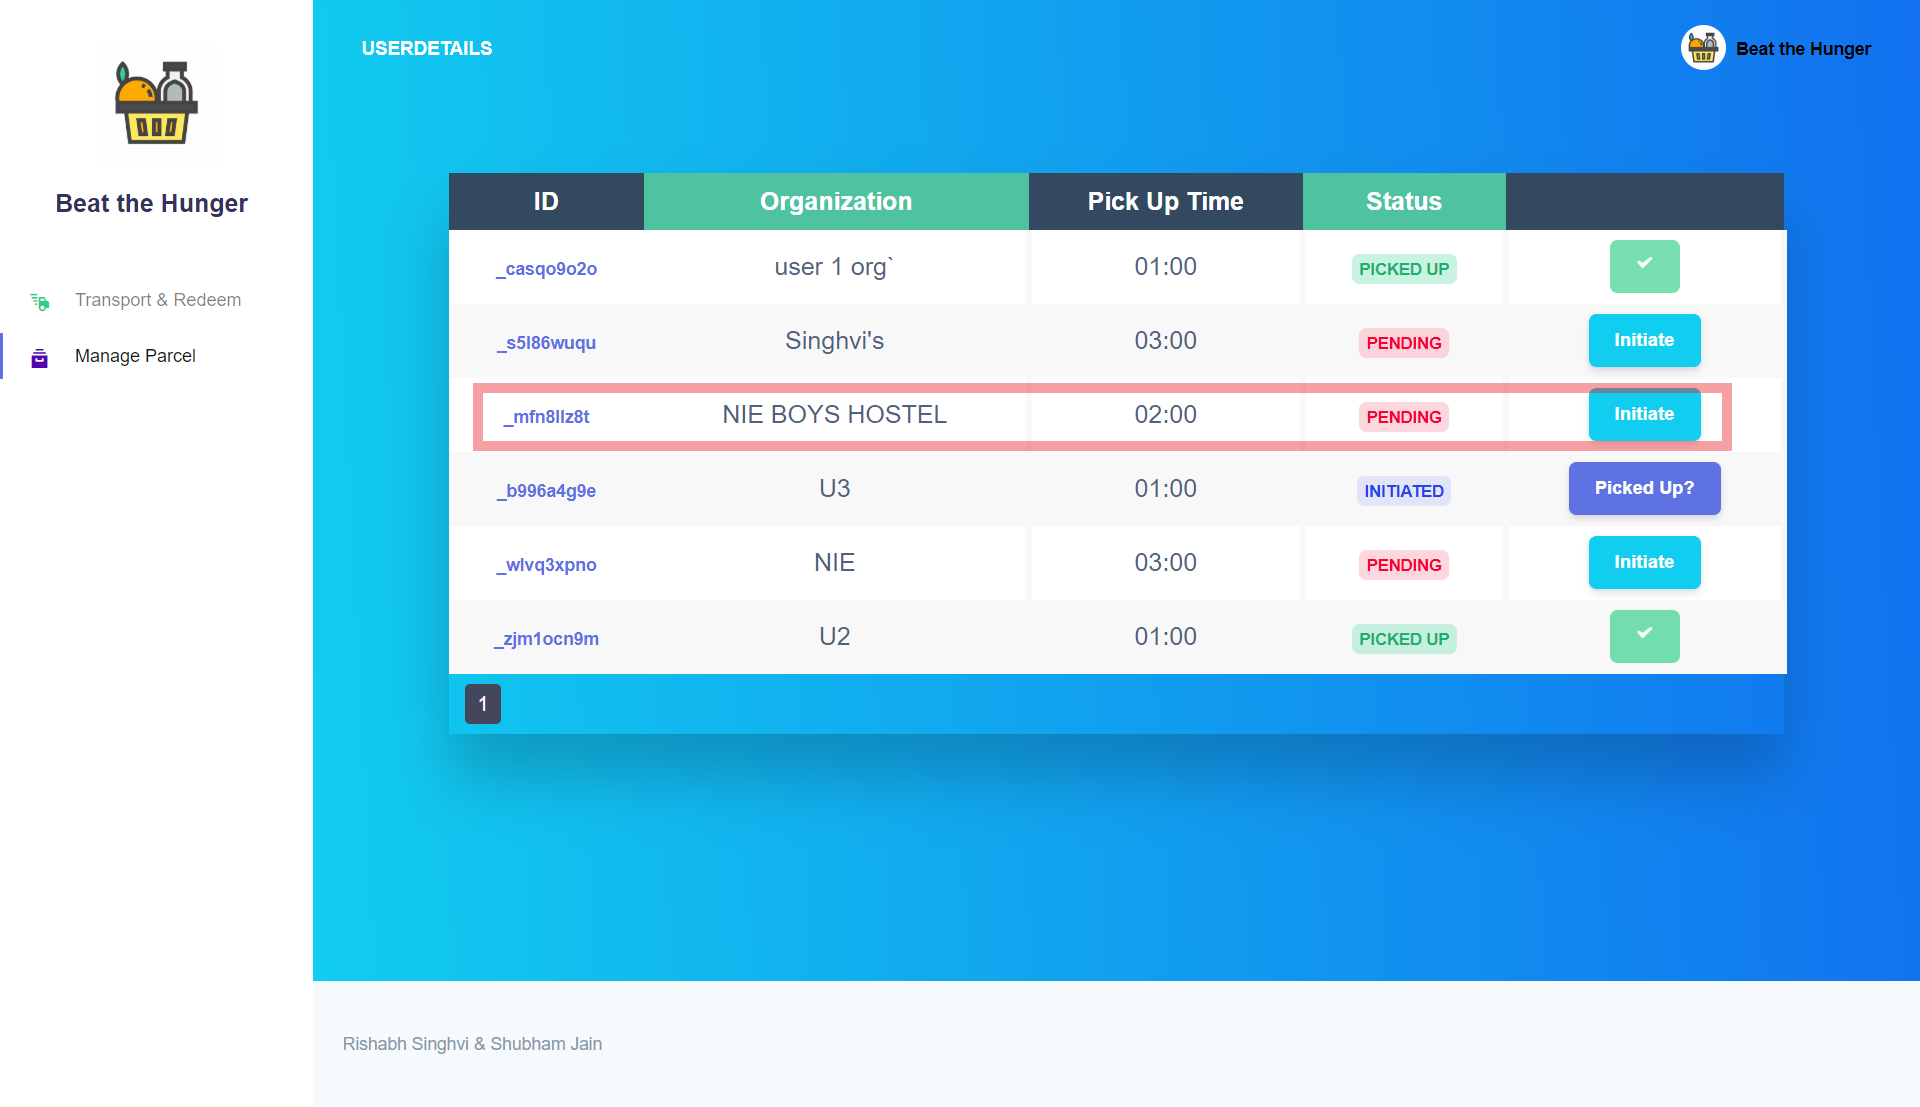 USERDETAILS
Beat the Hunger
Beat the Hunger
Transport & Redeem
Manage Parcel
ID Organization Pick Up Time Status
_casqo9o2o user 1 org` 01:00 PICKED UP
_s5l86wuqu Singhvi's 03:00 PENDING Initiate
_mfn8llz8t NIE BOYS HOSTEL 02:00 PENDING Initiate
_b996a4g9e U3 01:00 INITIATED Picked Up?
_wlvq3xpno NIE 03:00 PENDING Initiate
_zjm1ocn9m U2 01:00 PICKED UP
1
Rishabh Singhvi & Shubham Jain